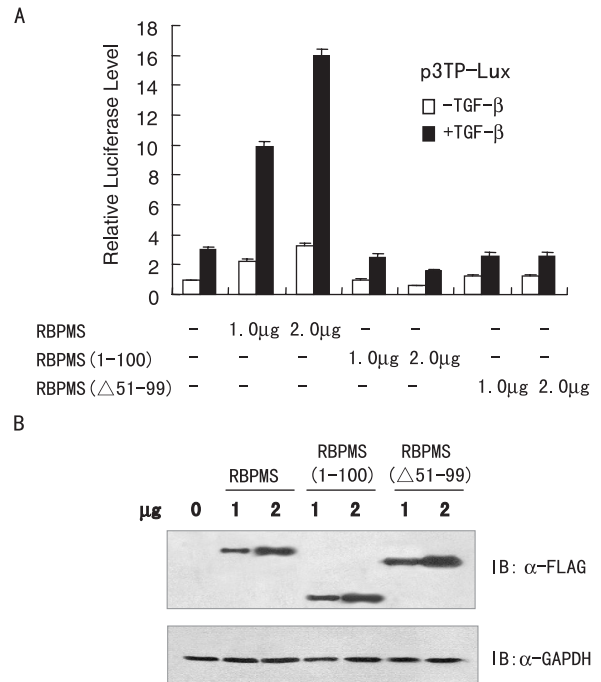 A
Relative Luciferase Level
18
16
14
12
10
8
6
4
2
0
p3TP-Lux
-TGF-β
+TGF-β
RBPMS - 1.0μg 2.0μg - - - -
RBPMS(1-100) - - - 1.0μg 2.0μg - -
RBPMS(△51-99) - - - - - 1.0μg 2.0μg
B
RBPMS RBPMS (1-100) RBPMS (△51-99)
μg 0 1 2 1 2 1 2
IB: α-FLAG
IB: α-GAPDH